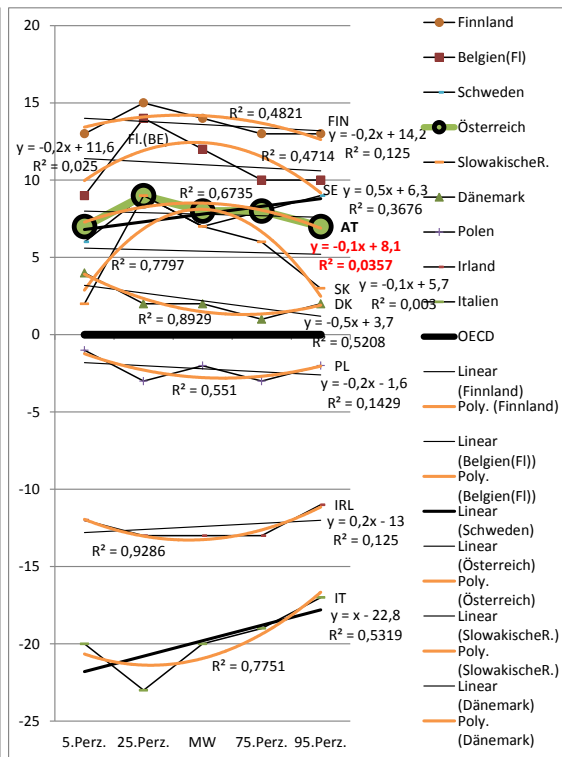 20
15
10
5
0
-5
-10
-15
-20
-25
5.Perz.
25.Perz.
MW
75.Perz.
95.Perz.
R² = 0,4821
FIN
y = -0,2x + 14,2
R² = 0,125
y = -0,2x + 11,6
R² = 0,025
Fl.(BE)
R² = 0,4714
R² = 0,6735
SE
y = 0,5x + 6,3
R² = 0,3676
AT
y = -0,1x + 8,1
R² = 0,0357
R² = 0,7797
SK
y = -0,1x + 5,7
R² = 0,003
DK
y = -0,5x + 3,7
R² = 0,5208
R² = 0,8929
PL
y = -0,2x - 1,6
R² = 0,1429
R² = 0,551
IRL
y = 0,2x - 13
R² = 0,125
R² = 0,9286
IT
y = x - 22,8
R² = 0,5319
R² = 0,7751
Finnland
Belgien(Fl)
Schweden
Österreich
SlowakischeR.
Dänemark
Polen
Irland
Italien
OECD
Linear
(Finnland)
Poly. (Finnland)
Linear
(Belgien(Fl))
Poly.
(Belgien(Fl))
Linear
(Schweden)
Linear
(Österreich)
Poly.
(Österreich)
Linear
(SlowakischeR.)
Poly.
(SlowakischeR.)
Linear
(Dänemark)
Poly.
(Dänemark)